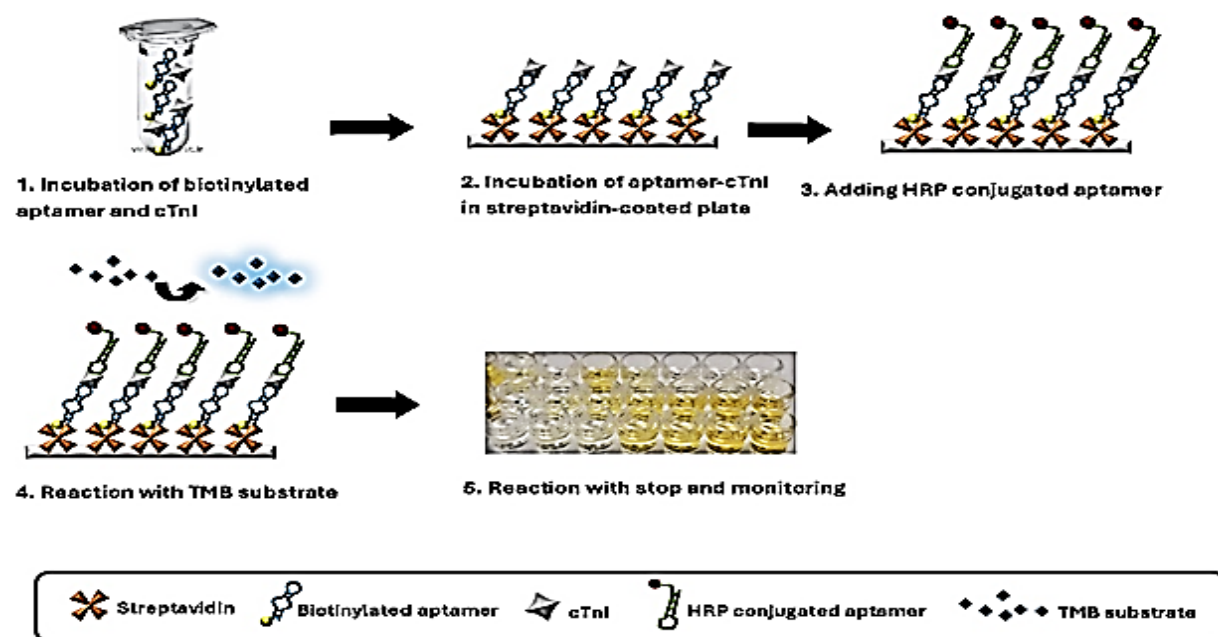 1. Incubation of biotinylated
aptamer and cTnI
2. Incubation of aptamer-cTnI
in streptavidin-coated plate
3. Adding HRP conjugated aptamer
4. Reaction with TMB substrate
5. Reaction with stop and monitoring
Streptavidin
Biotinylated aptamer
cTnI
HRP conjugated aptamer
TMB substrate